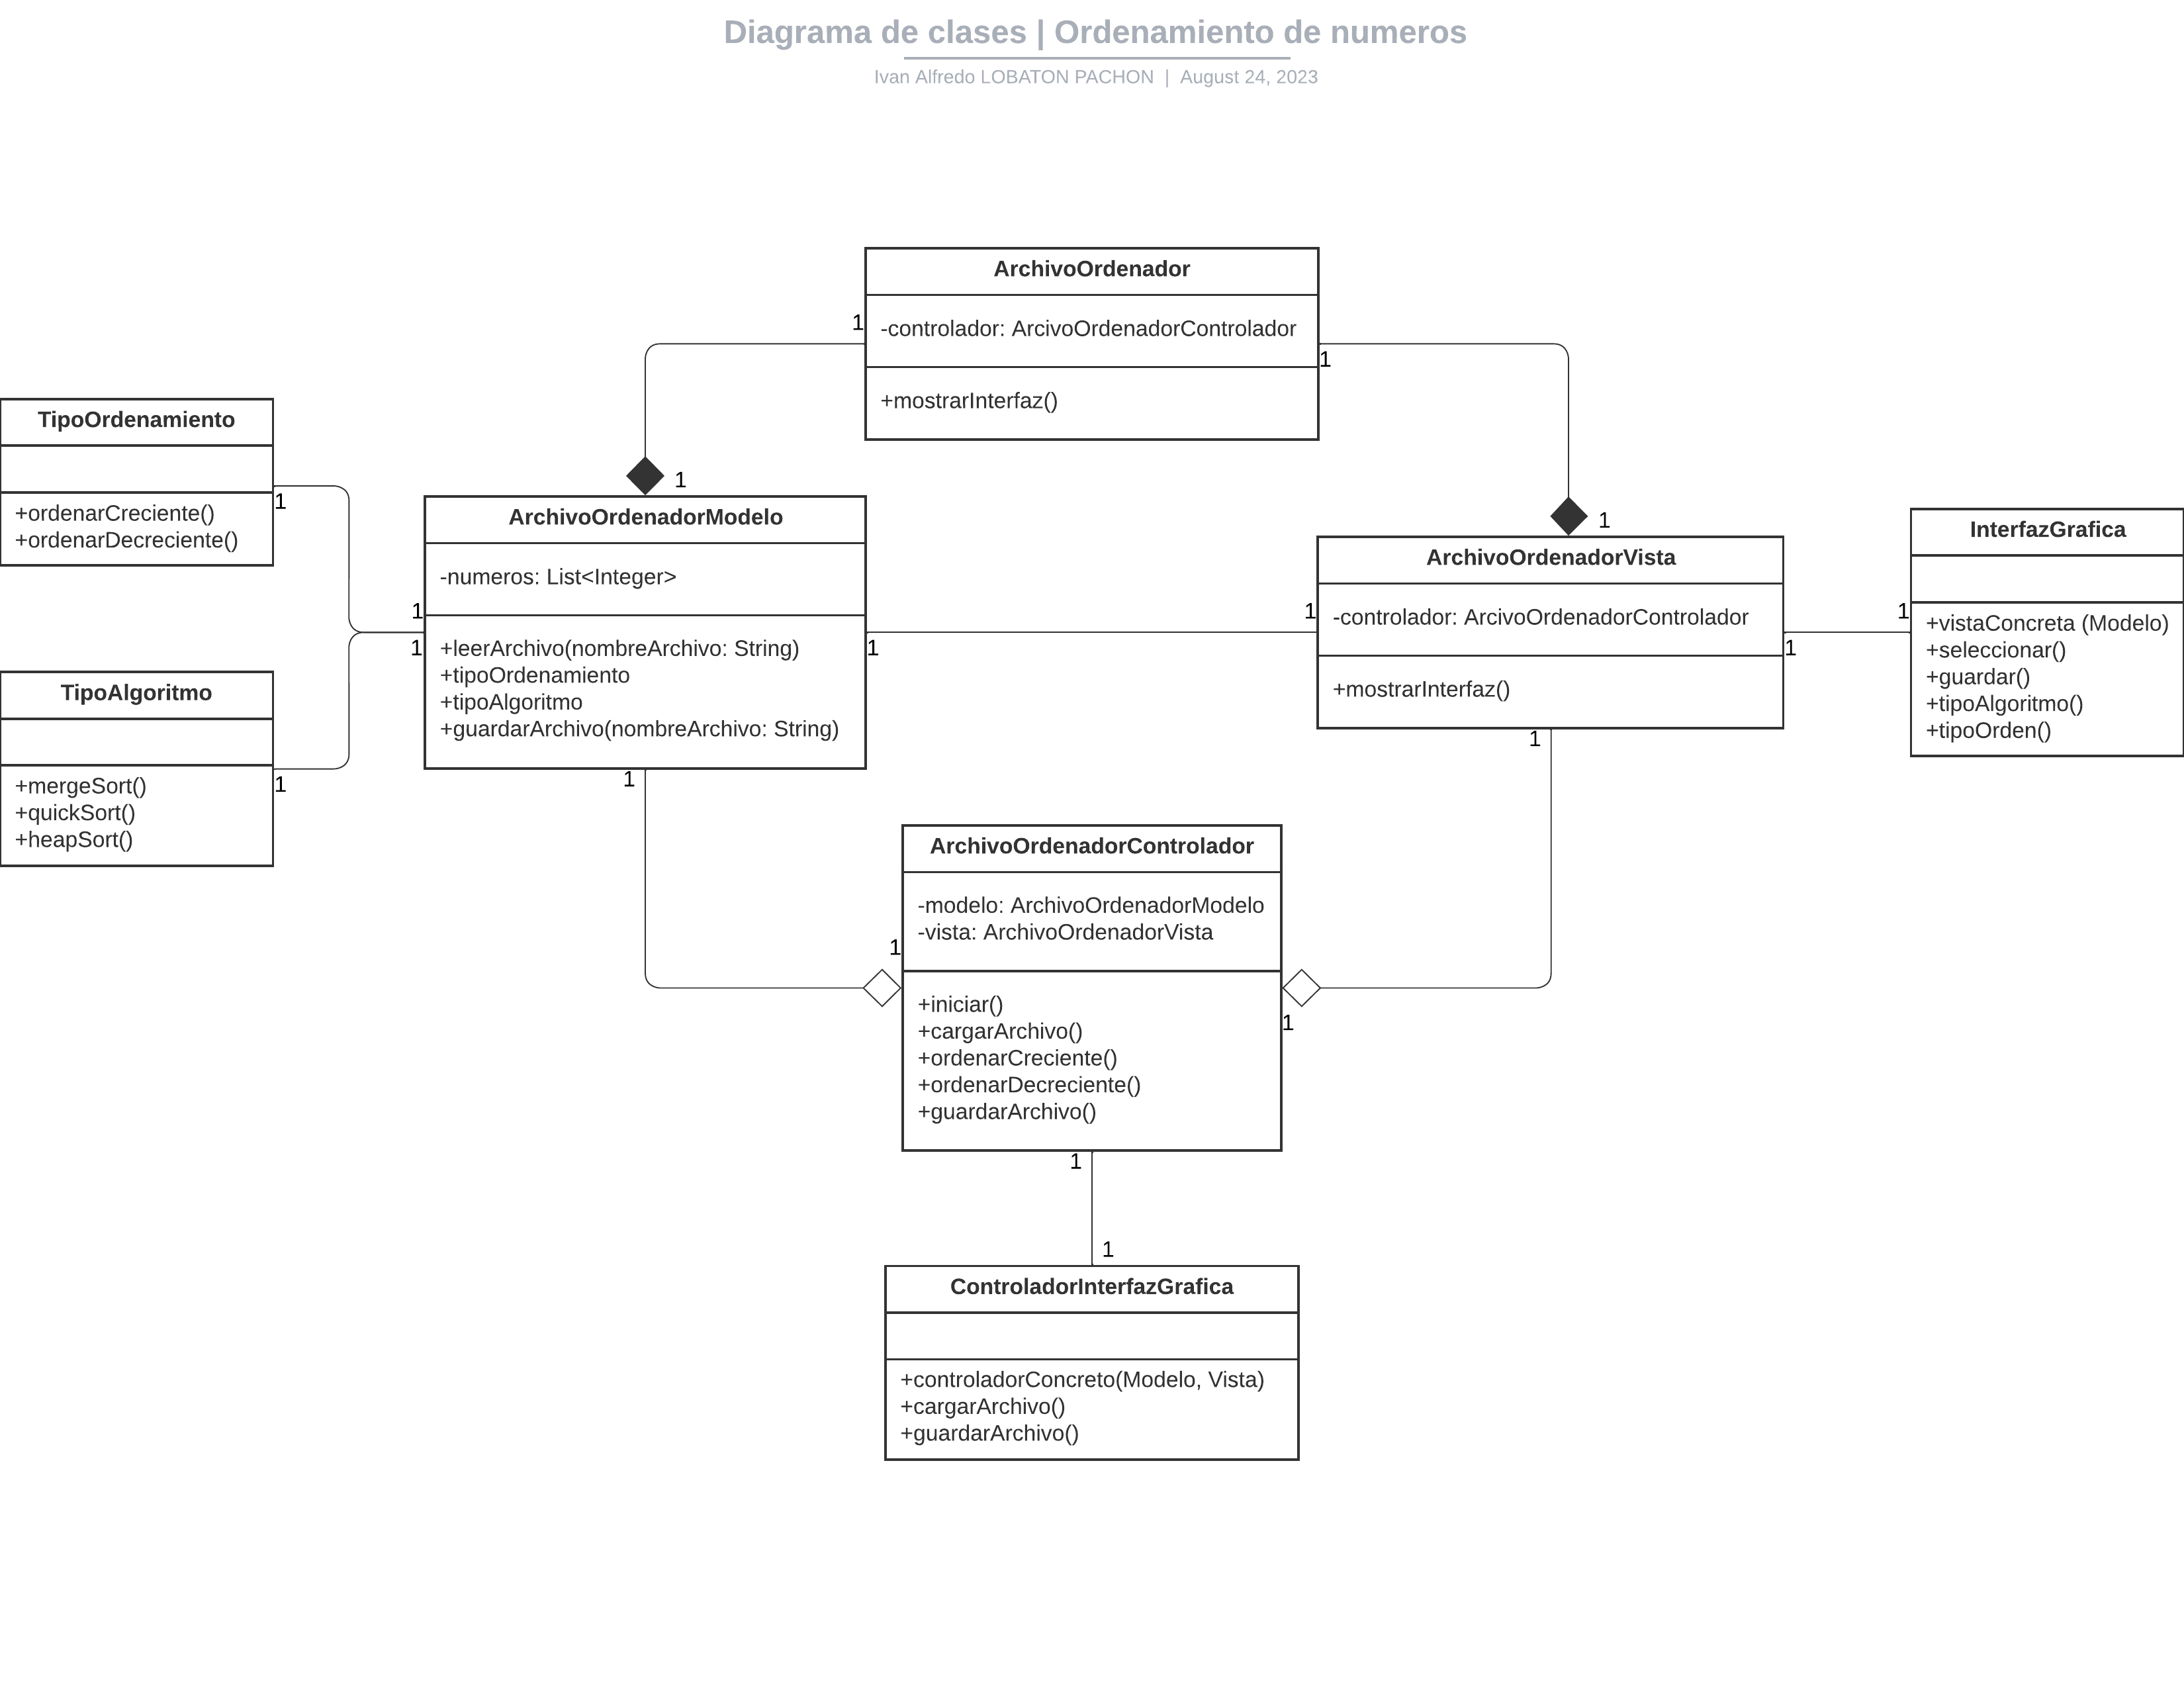 Diagrama de clases | Ordenamiento de numeros
Ivan Alfredo LOBATON PACHON | August 24, 2023
ArchivoOrdenador
-controlador: ArcivoOrdenadorControlador
+mostrarInterfaz()
1
1
1
1
TipoOrdenamiento
+ordenarCreciente()
+ordenarDecreciente()
1
TipoAlgoritmo
+mergeSort()
+quickSort()
+heapSort()
1
ArchivoOrdenadorModelo
-numeros: List<Integer>
+leerArchivo(nombreArchivo: String)
+tipoOrdenamiento
+tipoAlgoritmo
+guardarArchivo(nombreArchivo: String)
1
1
1
1
ArchivoOrdenadorVista
-controlador: ArcivoOrdenadorControlador
+mostrarInterfaz()
1
1
1
InterfazGrafica
+vistaConcreta (Modelo)
+seleccionar()
+guardar()
+tipoAlgoritmo()
+tipoOrden()
1
ArchivoOrdenadorControlador
-modelo: ArchivoOrdenadorModelo
-vista: ArchivoOrdenadorVista
+iniciar()
+cargarArchivo()
+ordenarCreciente()
+ordenarDecreciente()
+guardarArchivo()
1
1
1
1
ControladorInterfazGrafica
+controladorConcreto(Modelo, Vista)
+cargarArchivo()
+guardarArchivo()